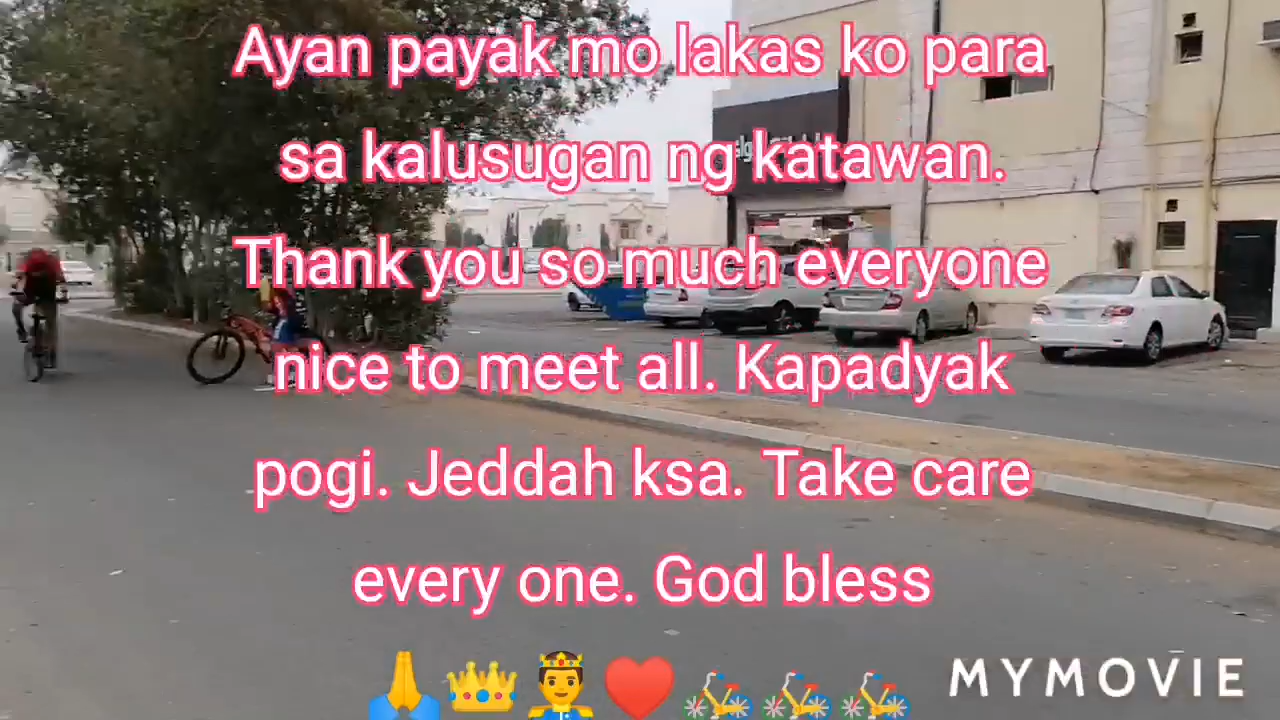 Ayan payak mo lakas ko para
sa kalusugan ng katawan.
Thank you so much everyone
nice to meet all. Kapadyak
pogi. Jeddah ksa. Take care
every one. God bless
🙏👑🤴❤️🚲🚲🚲
MYMOVIE